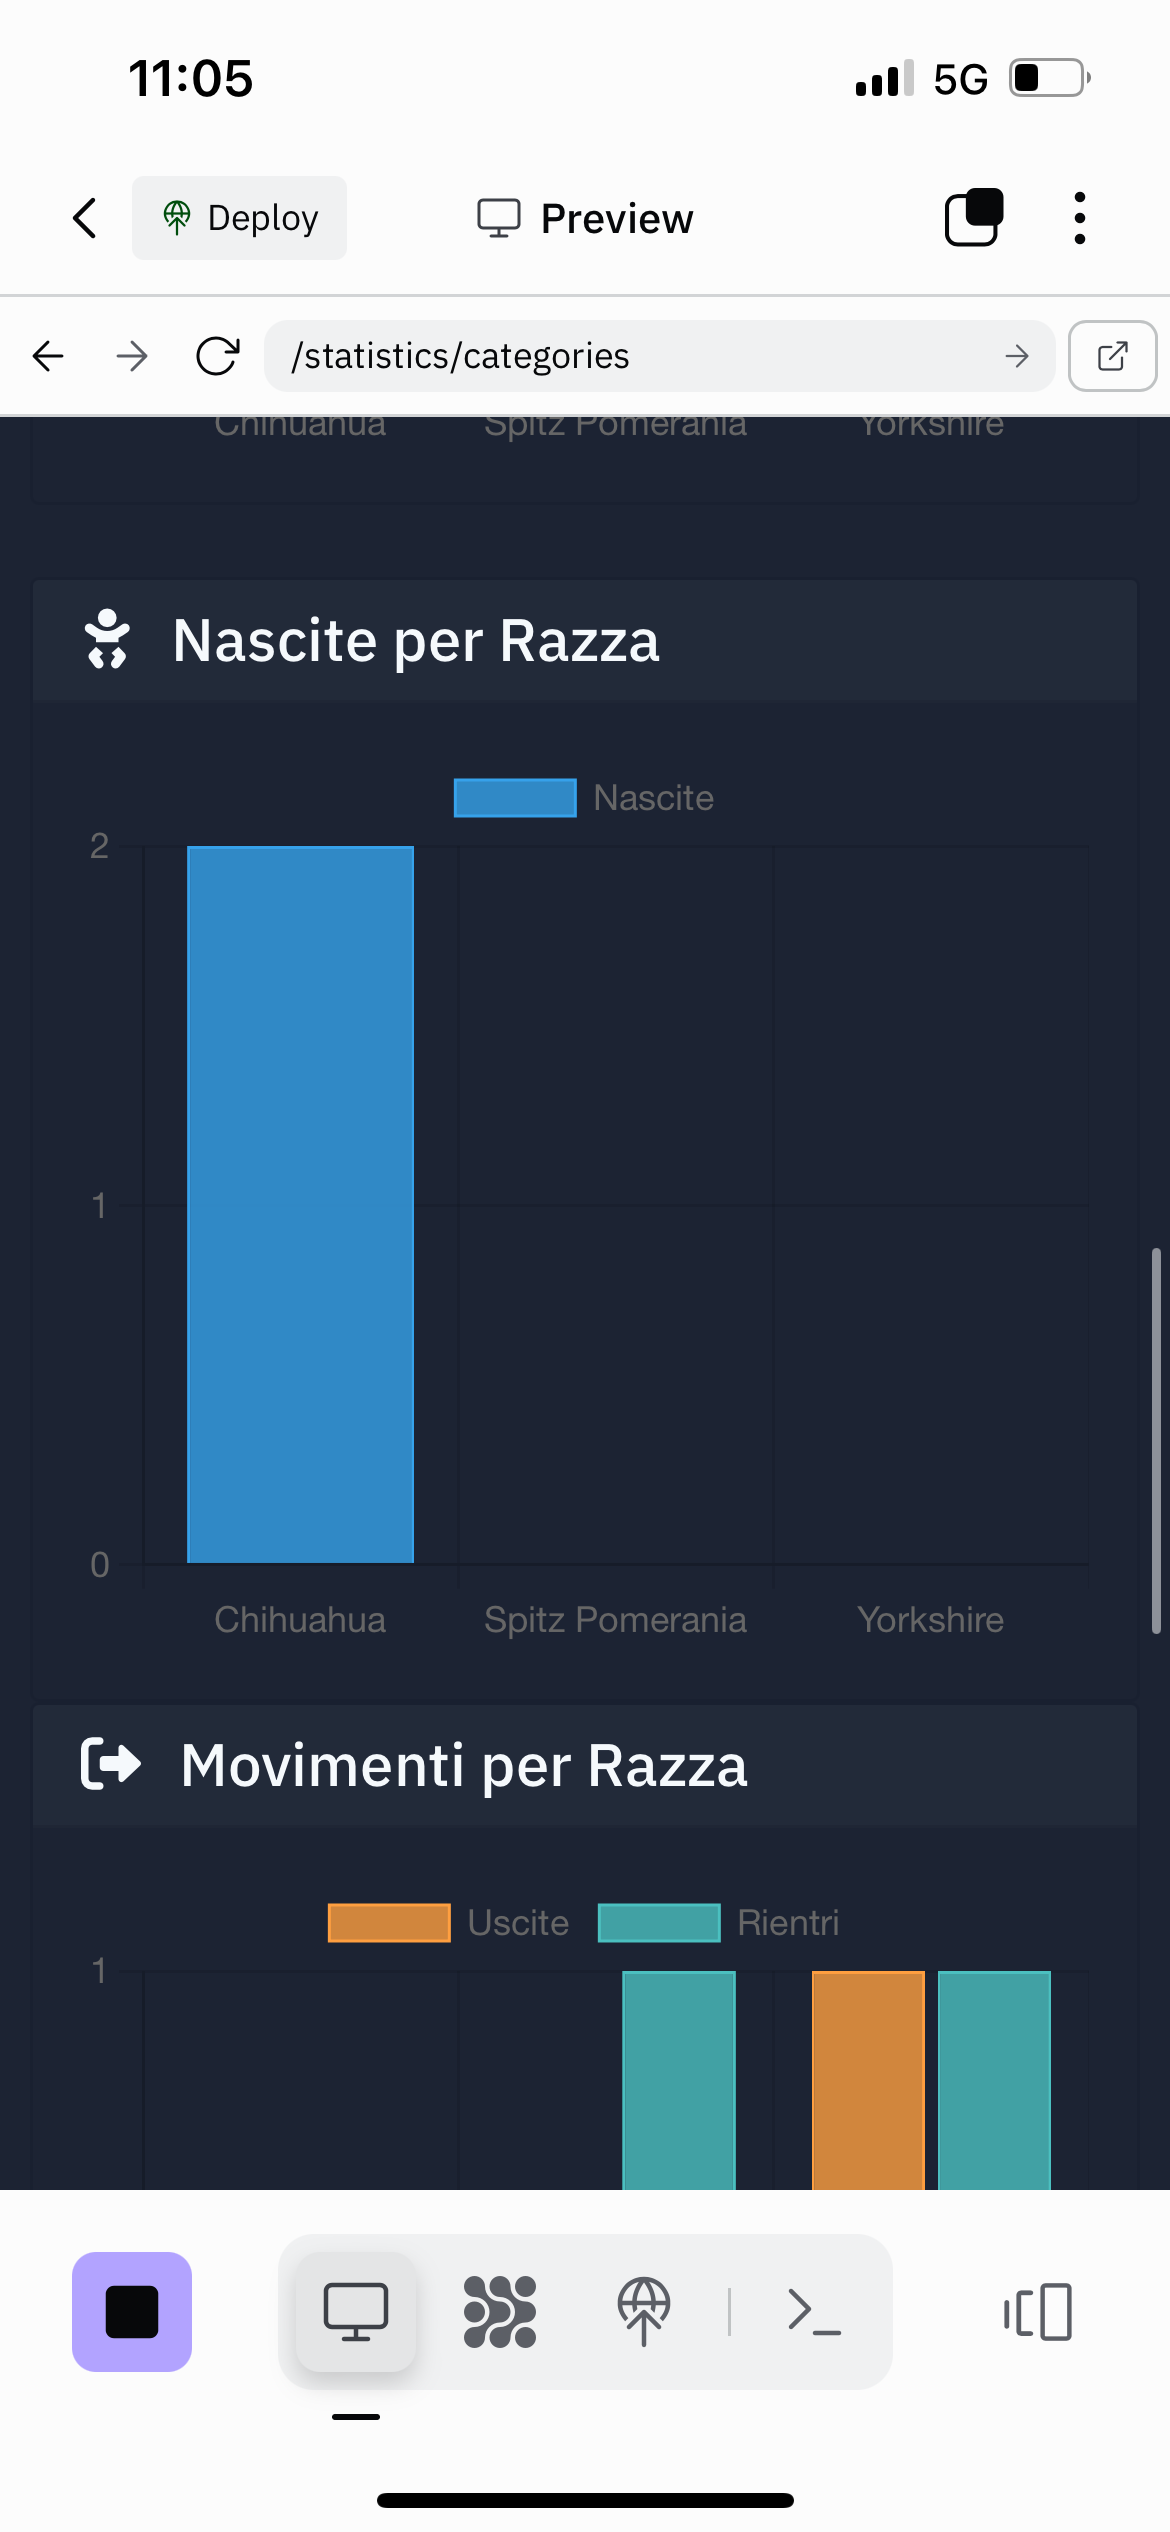 11:05
5G
Deploy
Preview
/statistics/categories
Chihuahua Spitz Pomerania Yorkshire
Nascite per Razza
Nascite
2
1
0
Chihuahua Spitz Pomerania Yorkshire
Movimenti per Razza
Uscite Rientri
1